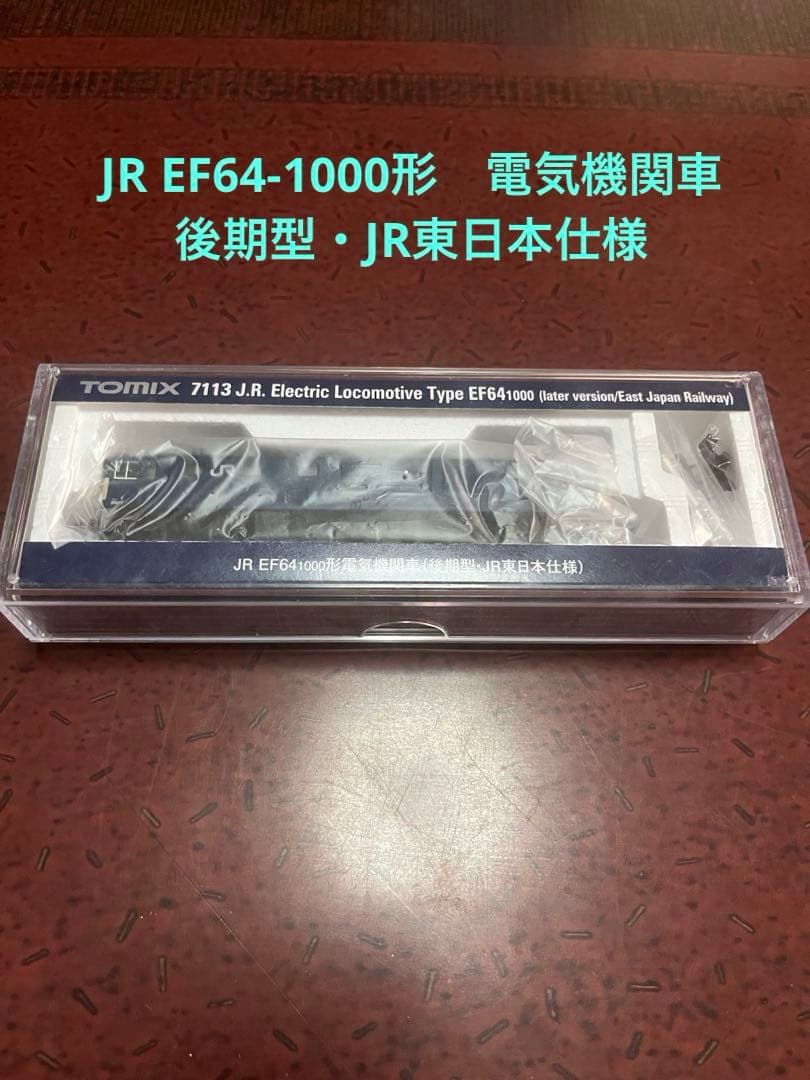 JR EF64-1000形　電気機関車
後期型・JR東日本仕様
TOMIX 7113 J.R. Electric Locomotive Type EF641000 (later version/East Japan Railway)
JR
JR EF641000形電気機関車(後期型・JR東日本仕様)